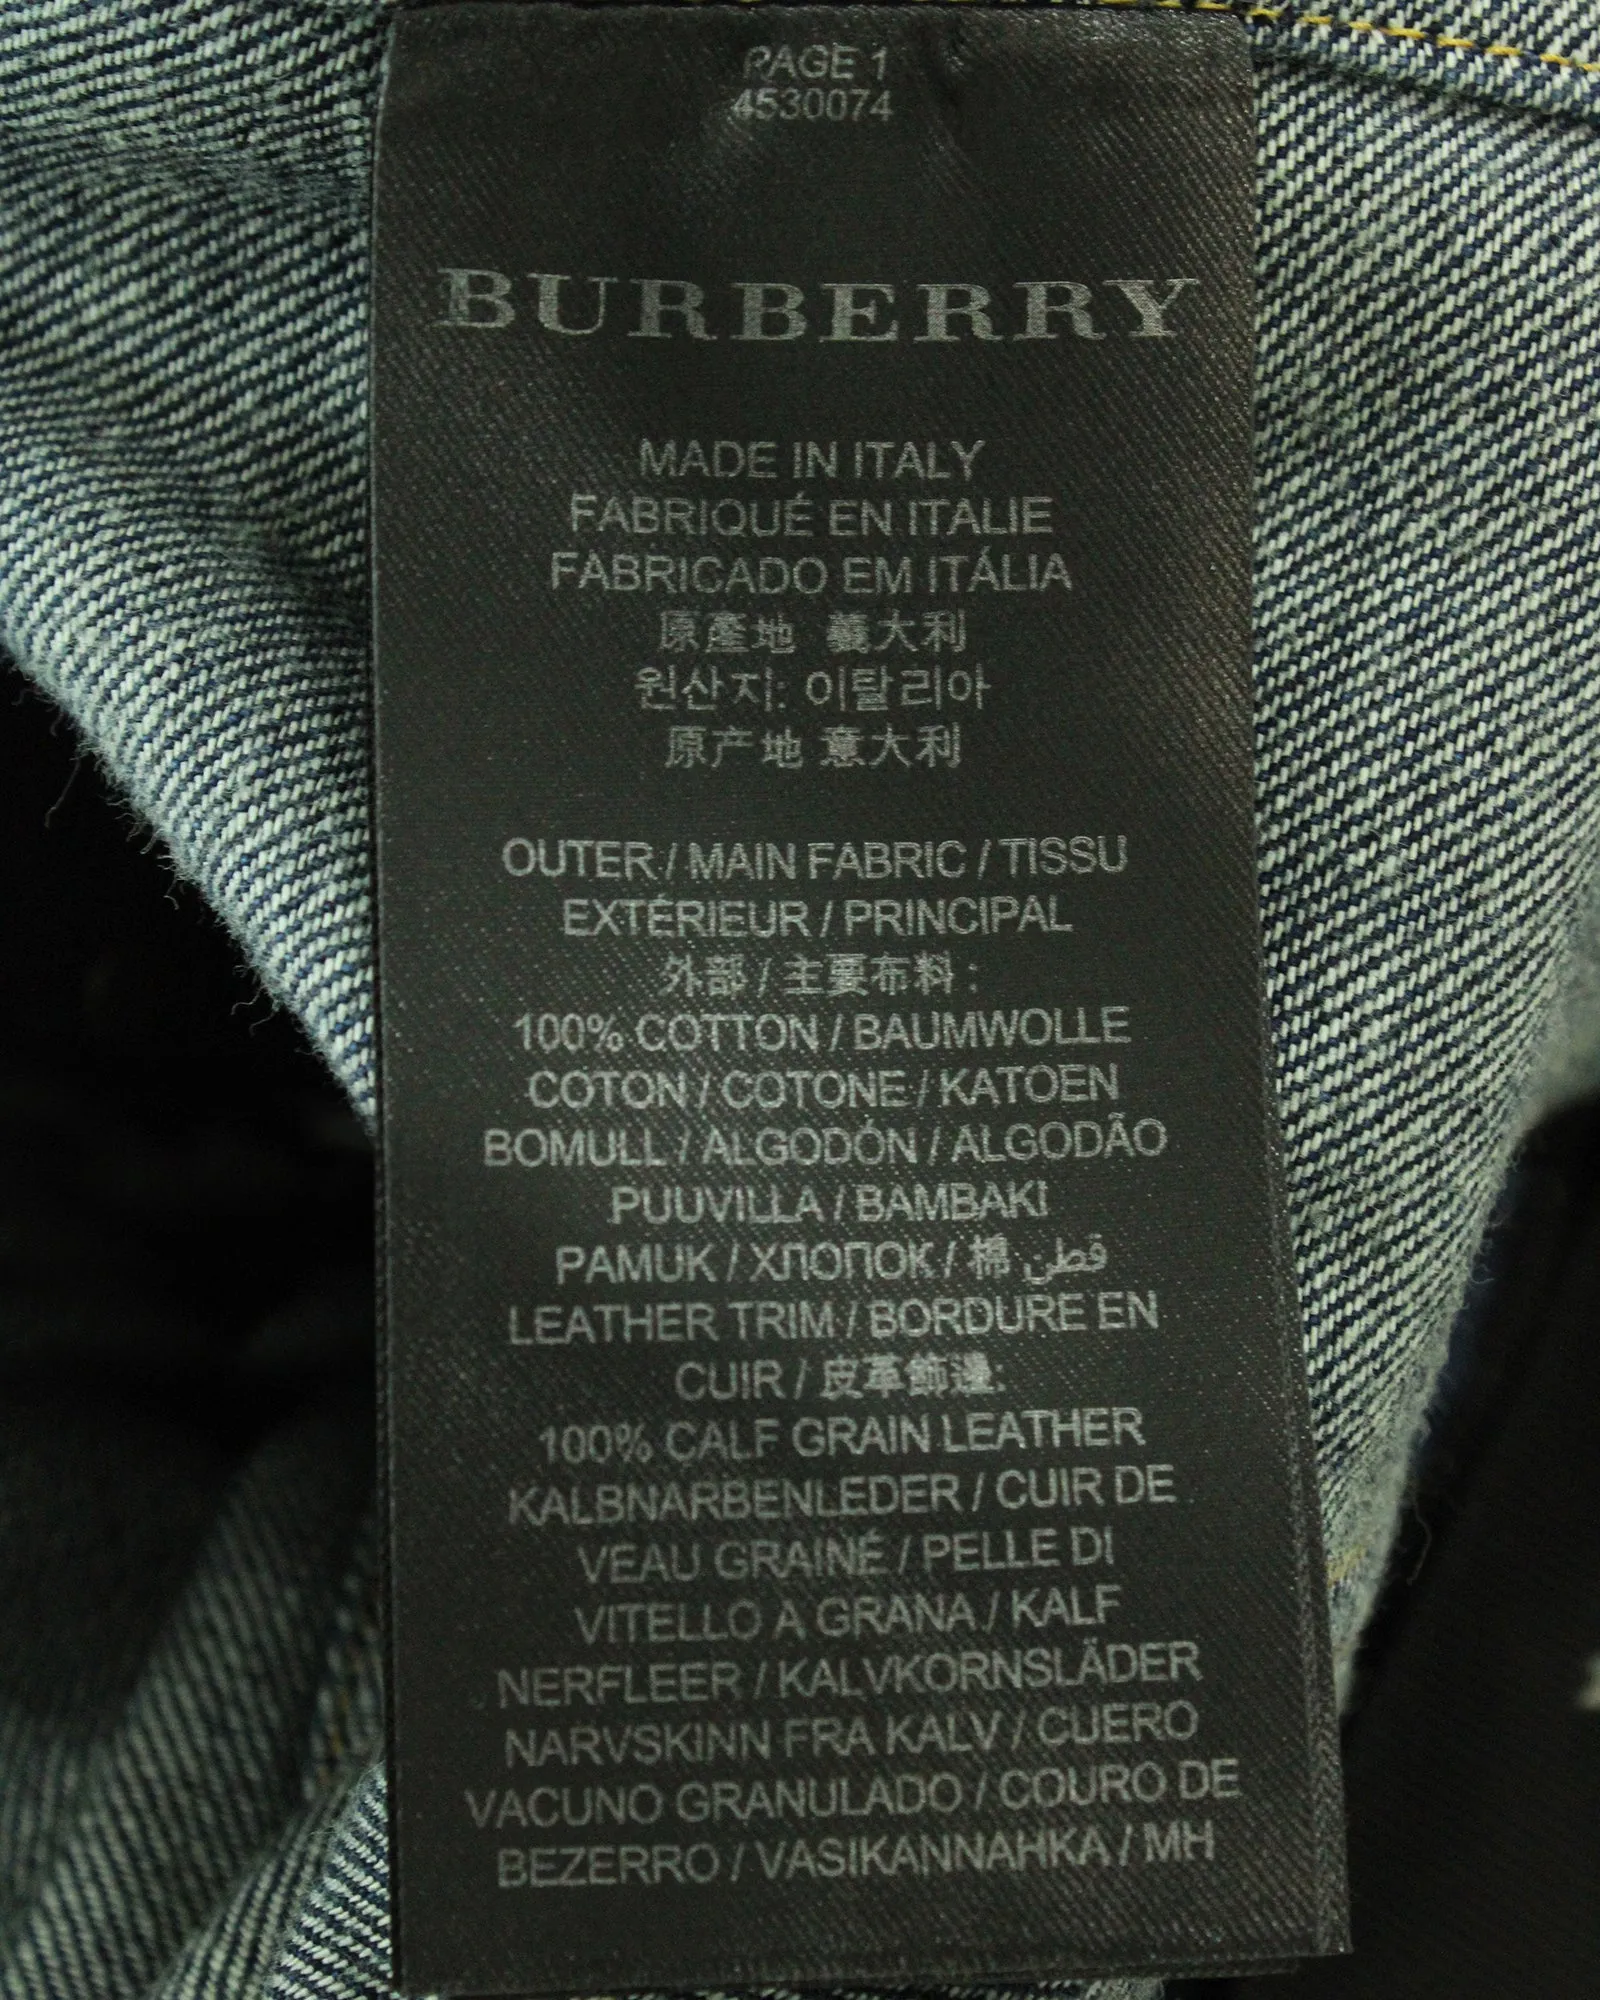 PAGE 1
4530074
BURBERRY
MADE IN ITALY
FABRIQUÉ EN ITALIE
FABRICADO EM ITÁLIA
原產地 義大利
원산지: 이탈리아
原产地 意大利
OUTER / MAIN FABRIC / TISSU
EXTÉRIEUR / PRINCIPAL
外部 / 主要布料 :
100% COTTON / BAUMWOLLE
COTON / COTONE / KATOEN
BOMULL / ALGODÓN / ALGODÃO
PUUVILLA / BAMBAKI
PAMUK / ХЛОПОК / 棉 قطن
LEATHER TRIM / BORDURE EN
CUIR / 皮革飾邊:
100% CALF GRAIN LEATHER
KALBNARBENLEDER / CUIR DE
VEAU GRAINÉ / PELLE DI
VITELLO A GRANA / KALF
NERFLEER / KALVKORNSLÄDER
NARVSKINN FRA KALV / CUERO
VACUNO GRANULADO / COURO DE
BEZERRO / VASIKANNAHKA / MH